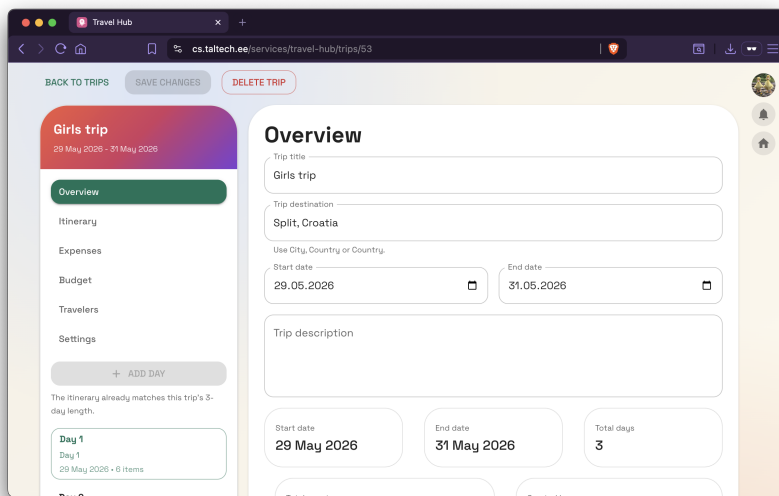 Travel Hub
cs.taltech.ee/services/travel-hub/trips/53
BACK TO TRIPS
SAVE CHANGES
DELETE TRIP
Girls trip
29 May 2026 - 31 May 2026
Overview
Itinerary
Expenses
Budget
Travelers
Settings
+ ADD DAY
The itinerary already matches this trip's 3-
day length.
Day 1
Day 1
29 May 2026 • 6 items
Overview
Trip title
Girls trip
Trip destination
Split, Croatia
Use City, Country or Country.
Start date
29.05.2026
End date
31.05.2026
Trip description
Start date
29 May 2026
End date
31 May 2026
Total days
3